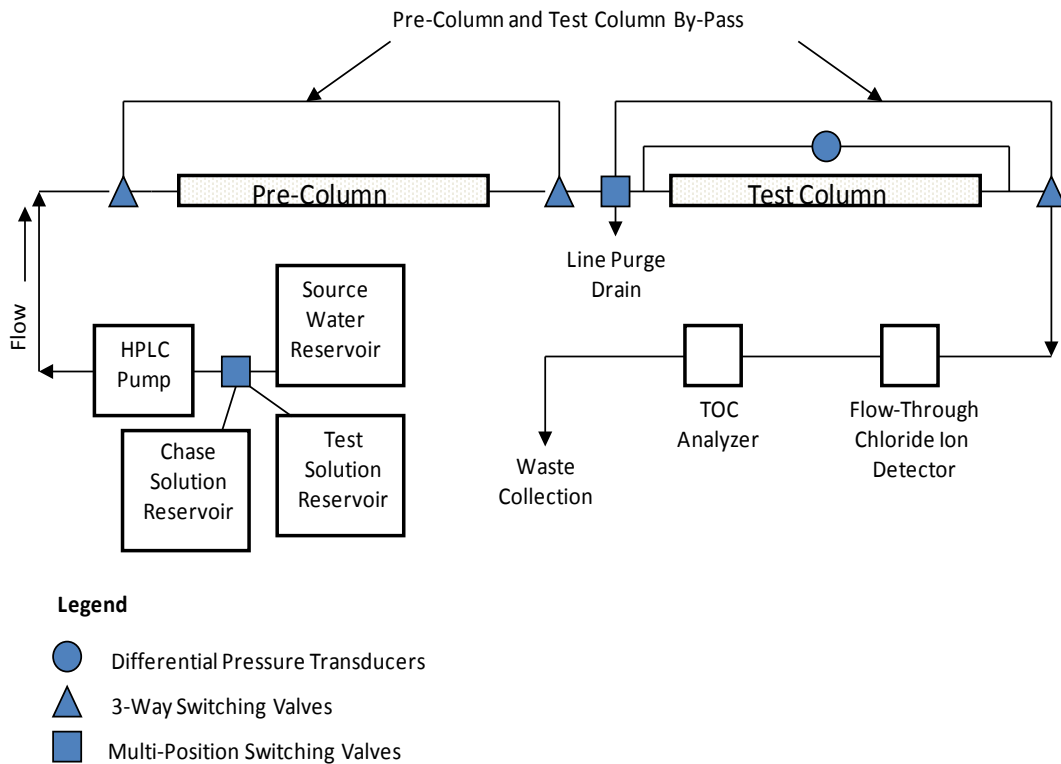 Pre-Column and Test Column By-Pass
Pre-Column
Test Column
Line Purge
Drain
Flow
HPLC
Pump
Source
Water
Reservoir
Chase
Solution
Reservoir
Test
Solution
Reservoir
TOC
Analyzer
Flow-Through
Chloride Ion
Detector
Waste
Collection
Legend
Differential Pressure Transducers
3-Way Switching Valves
Multi-Position Switching Valves